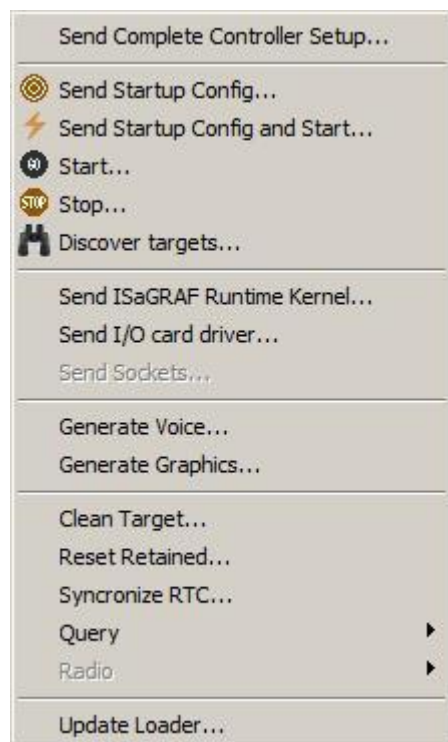 Send Complete Controller Setup...
Send Startup Config...
Send Startup Config and Start...
GO Start...
STOP Stop...
Discover targets...
Send ISaGRAF Runtime Kernel...
Send I/O card driver...
Send Sockets...
Generate Voice...
Generate Graphics...
Clean Target...
Reset Retained...
Syncronize RTC...
Query
Radio
Update Loader...